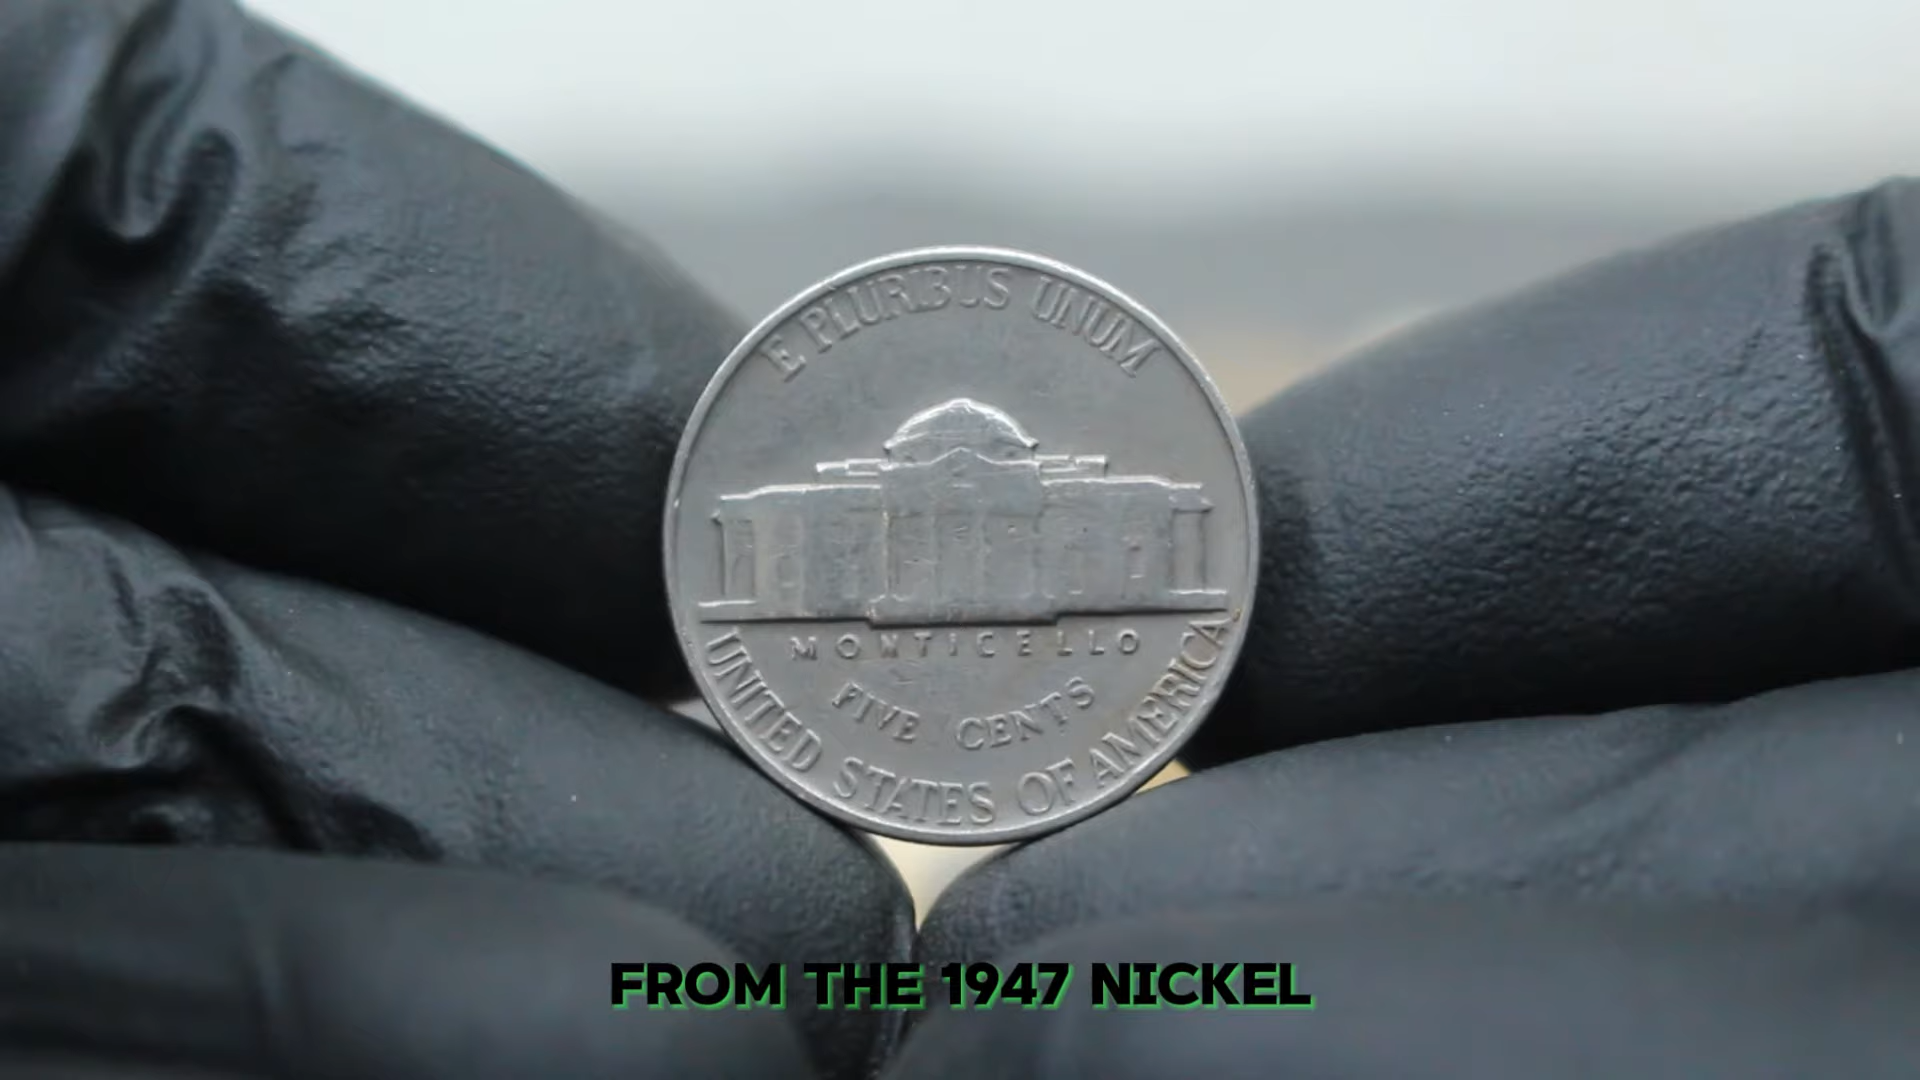 E PLURIBUS UNUM
MONTICELLO
FIVE CENTS
UNITED STATES OF AMERICA
FROM THE 1947 NICKEL